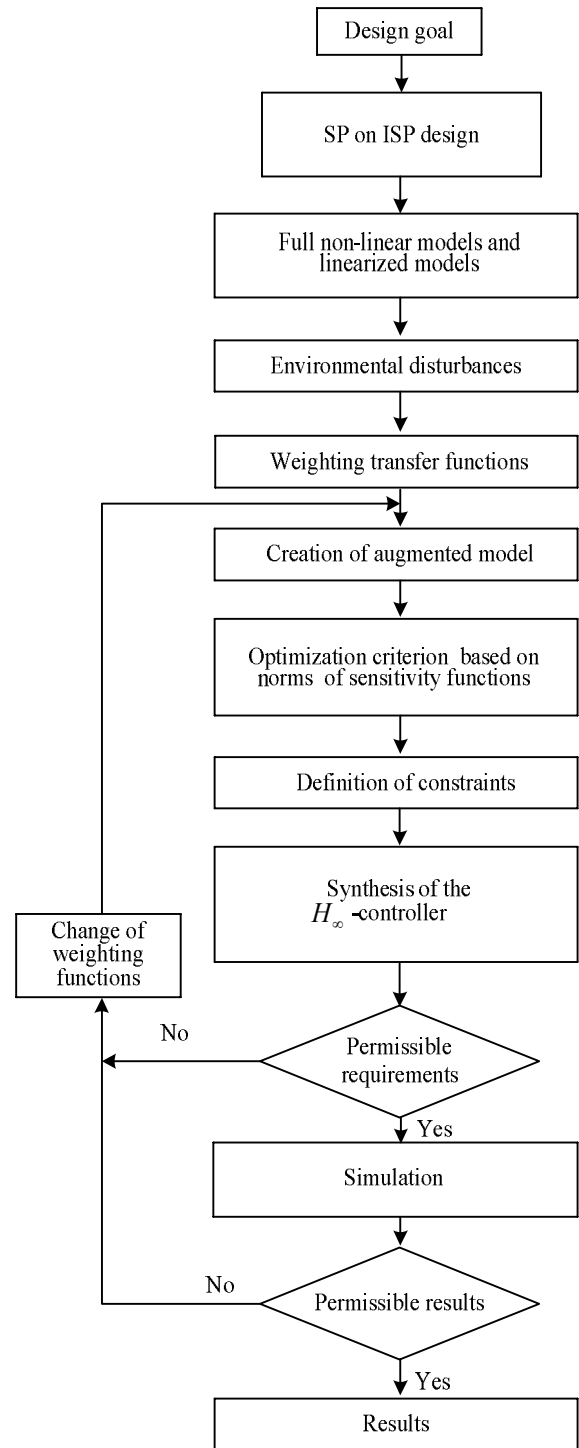 Design goal
SP on ISP design
Full non-linear models and
linearized models
Environmental disturbances
Weighting transfer functions
Creation of augmented model
Optimization criterion based on
norms of sensitivity functions
Definition of constraints
Synthesis of the
H∞ -controller
Change of
weighting
functions
No
Permissible
requirements
Yes
Simulation
No
Permissible results
Yes
Results